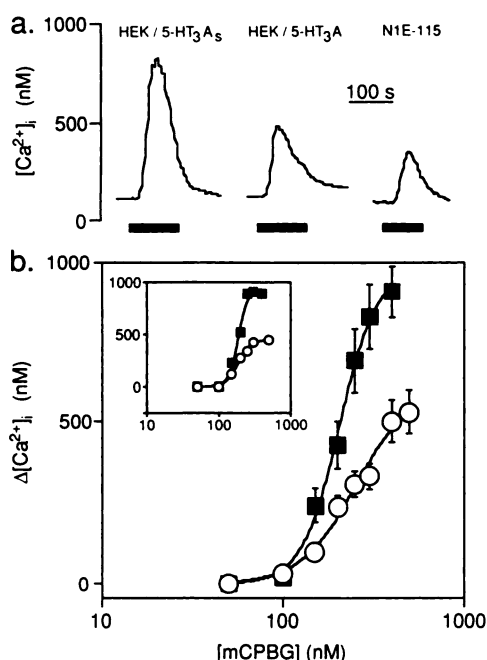 a.
HEK / 5-HT3AS
HEK / 5-HT3A
N1E-115
1000
500
0
[Ca2+]i (nM)
100 s
b.
1000
500
0
Δ[Ca2+]i (nM)
1000
500
0
10
100
1000
10
100
1000
[mCPBG] (nM)